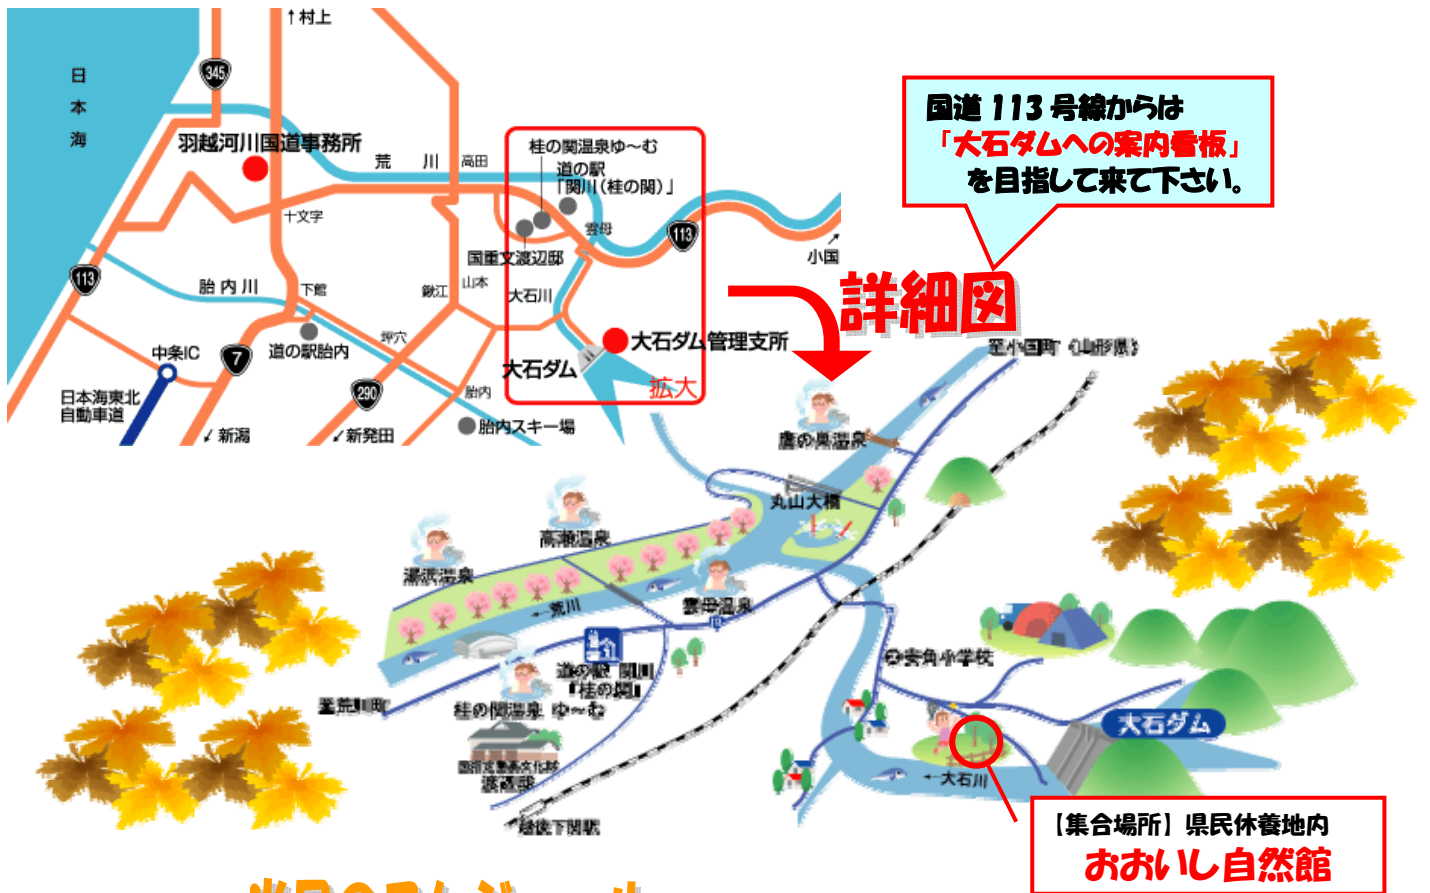 ↑村上
日本海
345
羽越河川国道事務所
荒川
高田
桂の関温泉ゆ～む
道の駅
「関川（桂の関）」
十文字
国重文渡辺邸
雲母
113
小国
113
胎内川
下館
鍬江
山本
大石川
中条IC
7
道の駅胎内
坪穴
大石ダム
大石ダム管理支所
拡大
日本海東北
自動車道
290
胎内
↙新潟
↙新発田
胎内スキー場
国道113号線からは
「大石ダムへの案内看板」
を目指して来て下さい。
詳細図
至小国町（山形県）
鷹の巣温泉
丸山大橋
高瀬温泉
湯沢温泉
雲母温泉
←荒川
道の駅 関川
「桂の関」
至荒川町
桂の関温泉 ゆ～む
国指定重要文化財
渡辺邸
越後下関駅
安角小学校
大石ダム
←大石川
【集合場所】県民休養地内
おおいし自然館